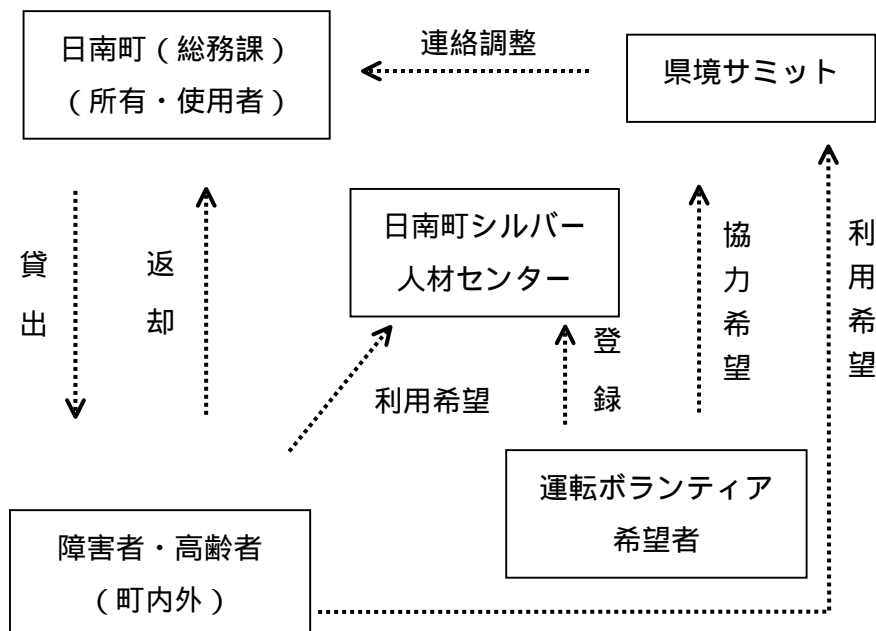 日南町（総務課）
（所有・使用者）
連絡調整
県境サミット
日南町シルバー
人材センター
貸出
返却
協力希望
利用希望
登録
利用希望
運転ボランティア
希望者
障害者・高齢者
（町内外）